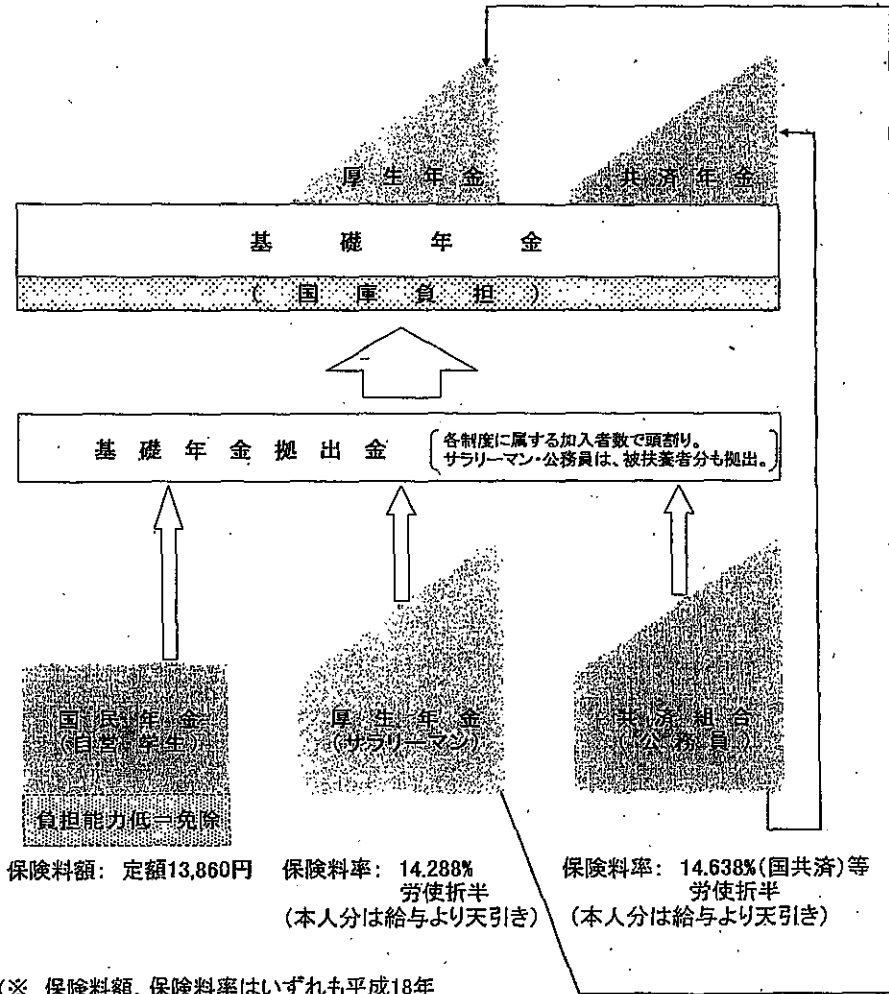 厚生年金 共済年金
基礎年金
(国庫負担)
基礎年金拠出金
各制度に属する加入者数で頭割り。
サラリーマン・公務員は、被扶養者分も拠出。
国民年金
(自営・学生)
負担能力低→免除
厚生年金
(サラリーマン)
共済組合
(公務員)
保険料額: 定額13,860円
保険料率: 14.288%
労使折半
(本人分は給与より天引き)
保険料率: 14.638%(国共済)等
労使折半
(本人分は給与より天引き)
(※ 保険料額、保険料率はいずれも平成18年